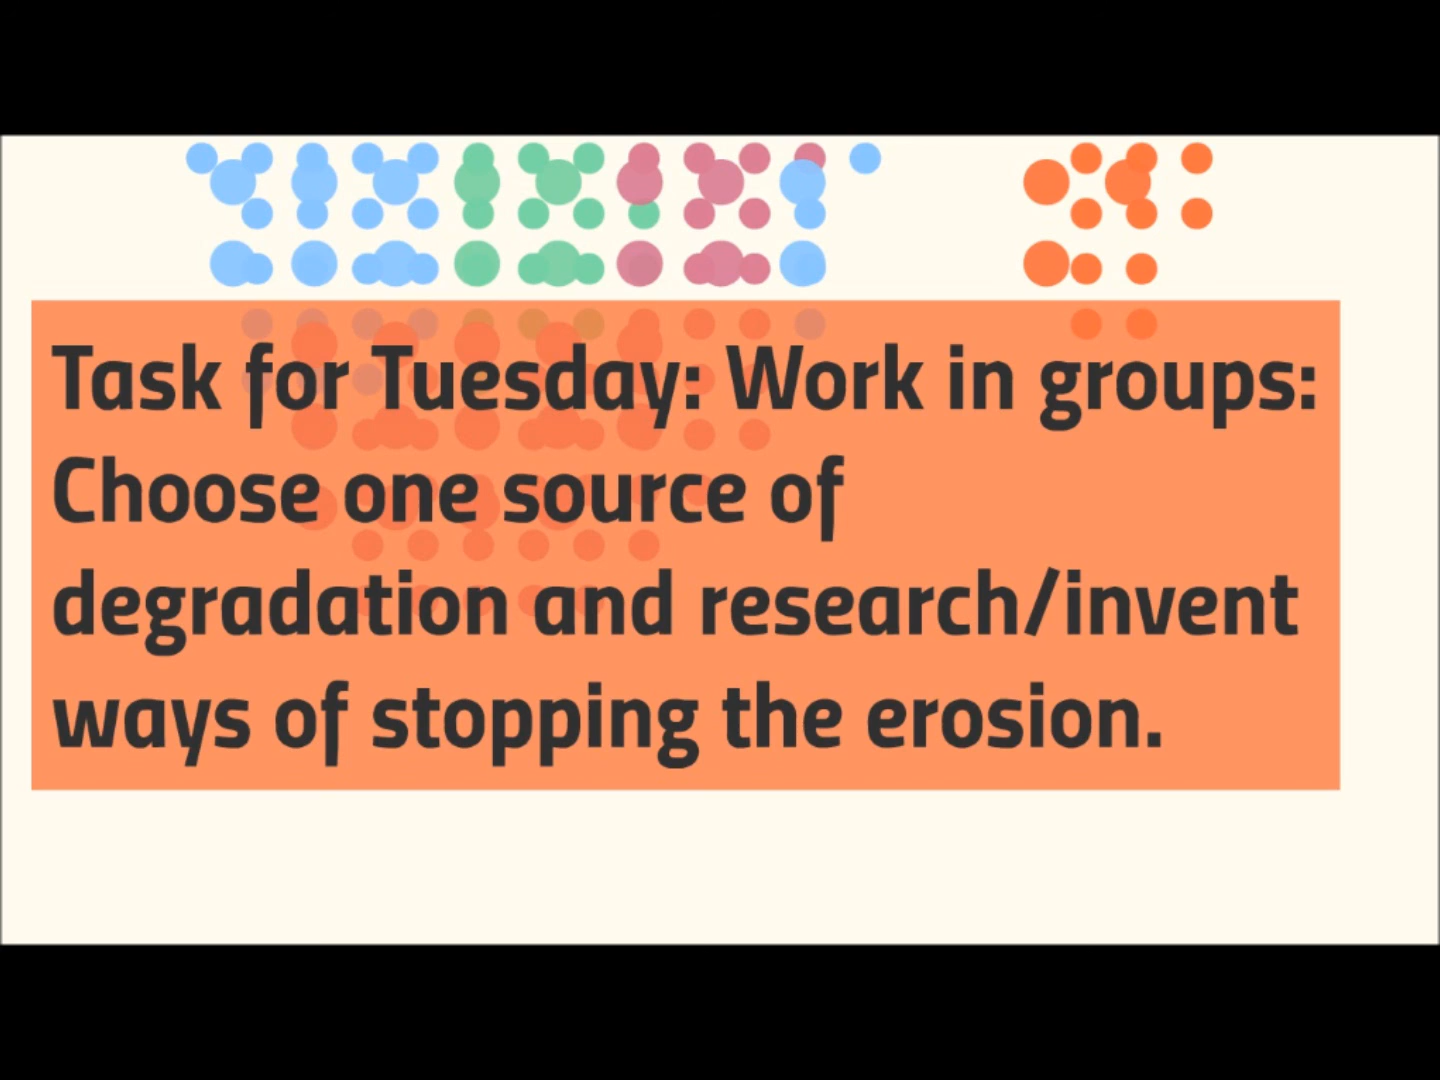 Task for Tuesday: Work in groups:
Choose one source of
degradation and research/invent
ways of stopping the erosion.